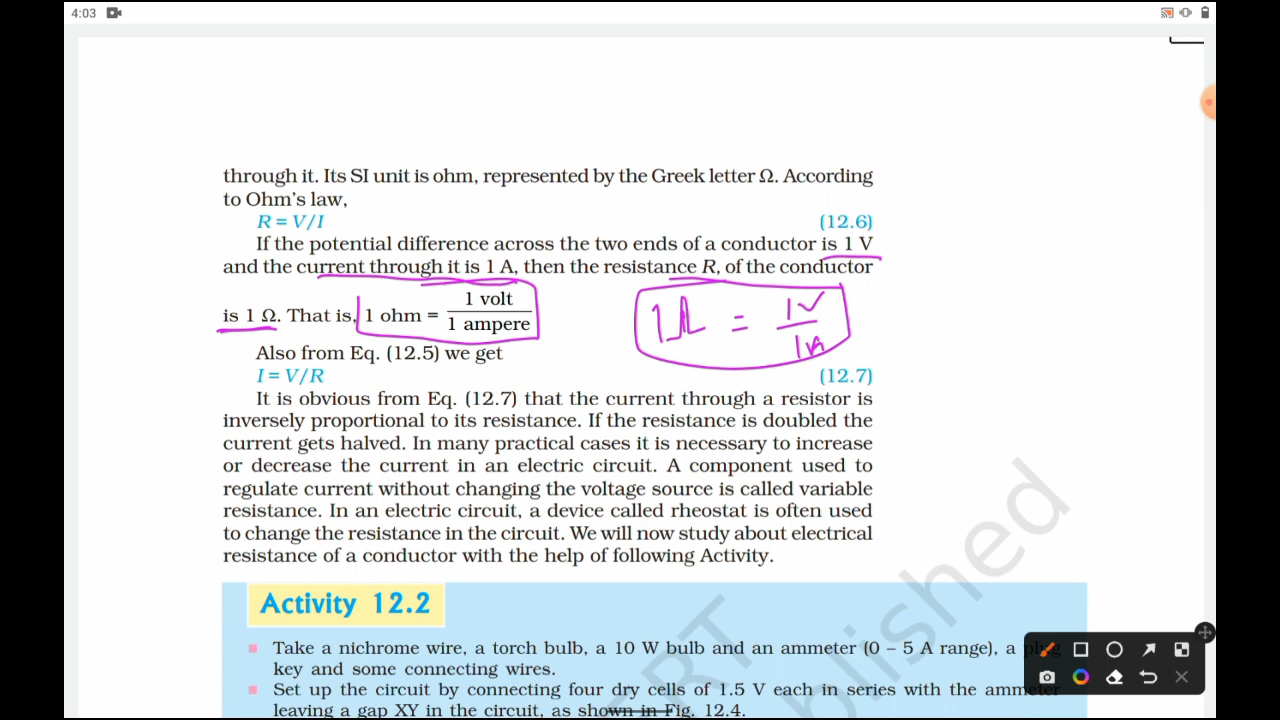 4:03
through it. Its SI unit is ohm, represented by the Greek letter Ω. According
to Ohm's law,
R = V/I (12.6)
If the potential difference across the two ends of a conductor is 1 V
and the current through it is 1 A, then the resistance R, of the conductor
is 1 Ω. That is, 1 ohm = 1 volt / 1 ampere
1Ω = 1V / 1A
Also from Eq. (12.5) we get
I = V/R (12.7)
It is obvious from Eq. (12.7) that the current through a resistor is
inversely proportional to its resistance. If the resistance is doubled the
current gets halved. In many practical cases it is necessary to increase
or decrease the current in an electric circuit. A component used to
regulate current without changing the voltage source is called variable
resistance. In an electric circuit, a device called rheostat is often used
to change the resistance in the circuit. We will now study about electrical
resistance of a conductor with the help of following Activity.
Activity 12.2
Take a nichrome wire, a torch bulb, a 10 W bulb and an ammeter (0 – 5 A range), a plug
key and some connecting wires.
Set up the circuit by connecting four dry cells of 1.5 V each in series with the ammeter
leaving a gap XY in the circuit, as shown in Fig. 12.4.